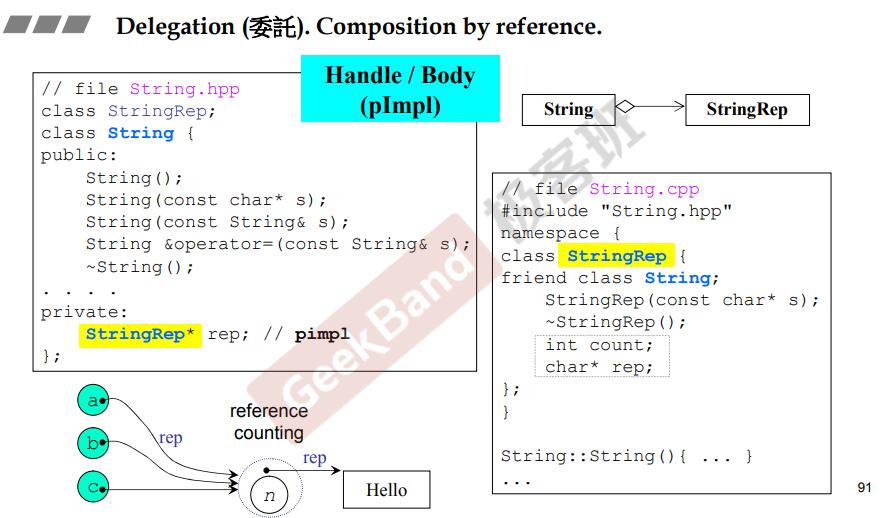 Delegation (委託). Composition by reference.
Handle / Body
(pImpl)
// file String.hpp
class StringRep;
class String {
public:
    String();
    String(const char* s);
    String(const String& s);
    String &operator=(const String& s);
    ~String();
. . . .
private:
    StringRep* rep; // pimpl
};
String
StringRep
// file String.cpp
#include "String.hpp"
namespace {
class StringRep {
friend class String;
    StringRep(const char* s);
    ~StringRep();
    int count;
    char* rep;
};
}
String::String(){ ... }
...
a
b
c
rep
reference
counting
rep
n
Hello
GeekBand 极客班
91